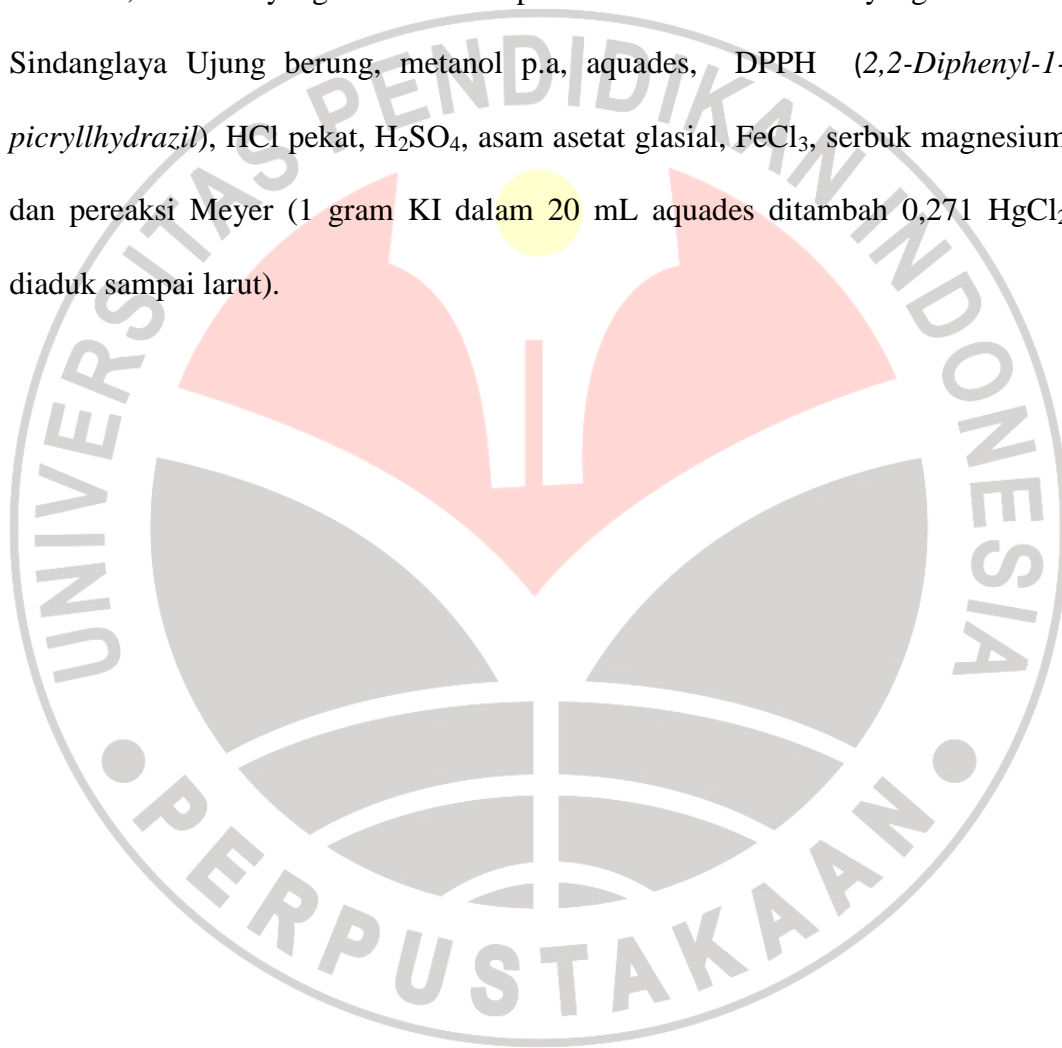 Sindanglaya Ujung berung, metanol p.a, aquades, DPPH (2,2-Diphenyl-1-
picryllhydrazil), HCl pekat, H₂SO₄, asam asetat glasial, FeCl₃, serbuk magnesium
dan pereaksi Meyer (1 gram KI dalam 20 mL aquades ditambah 0,271 HgCl₂
diaduk sampai larut).
UNIVERSITAS PENDIDIKAN INDONESIA
PERPUSTAKAAN